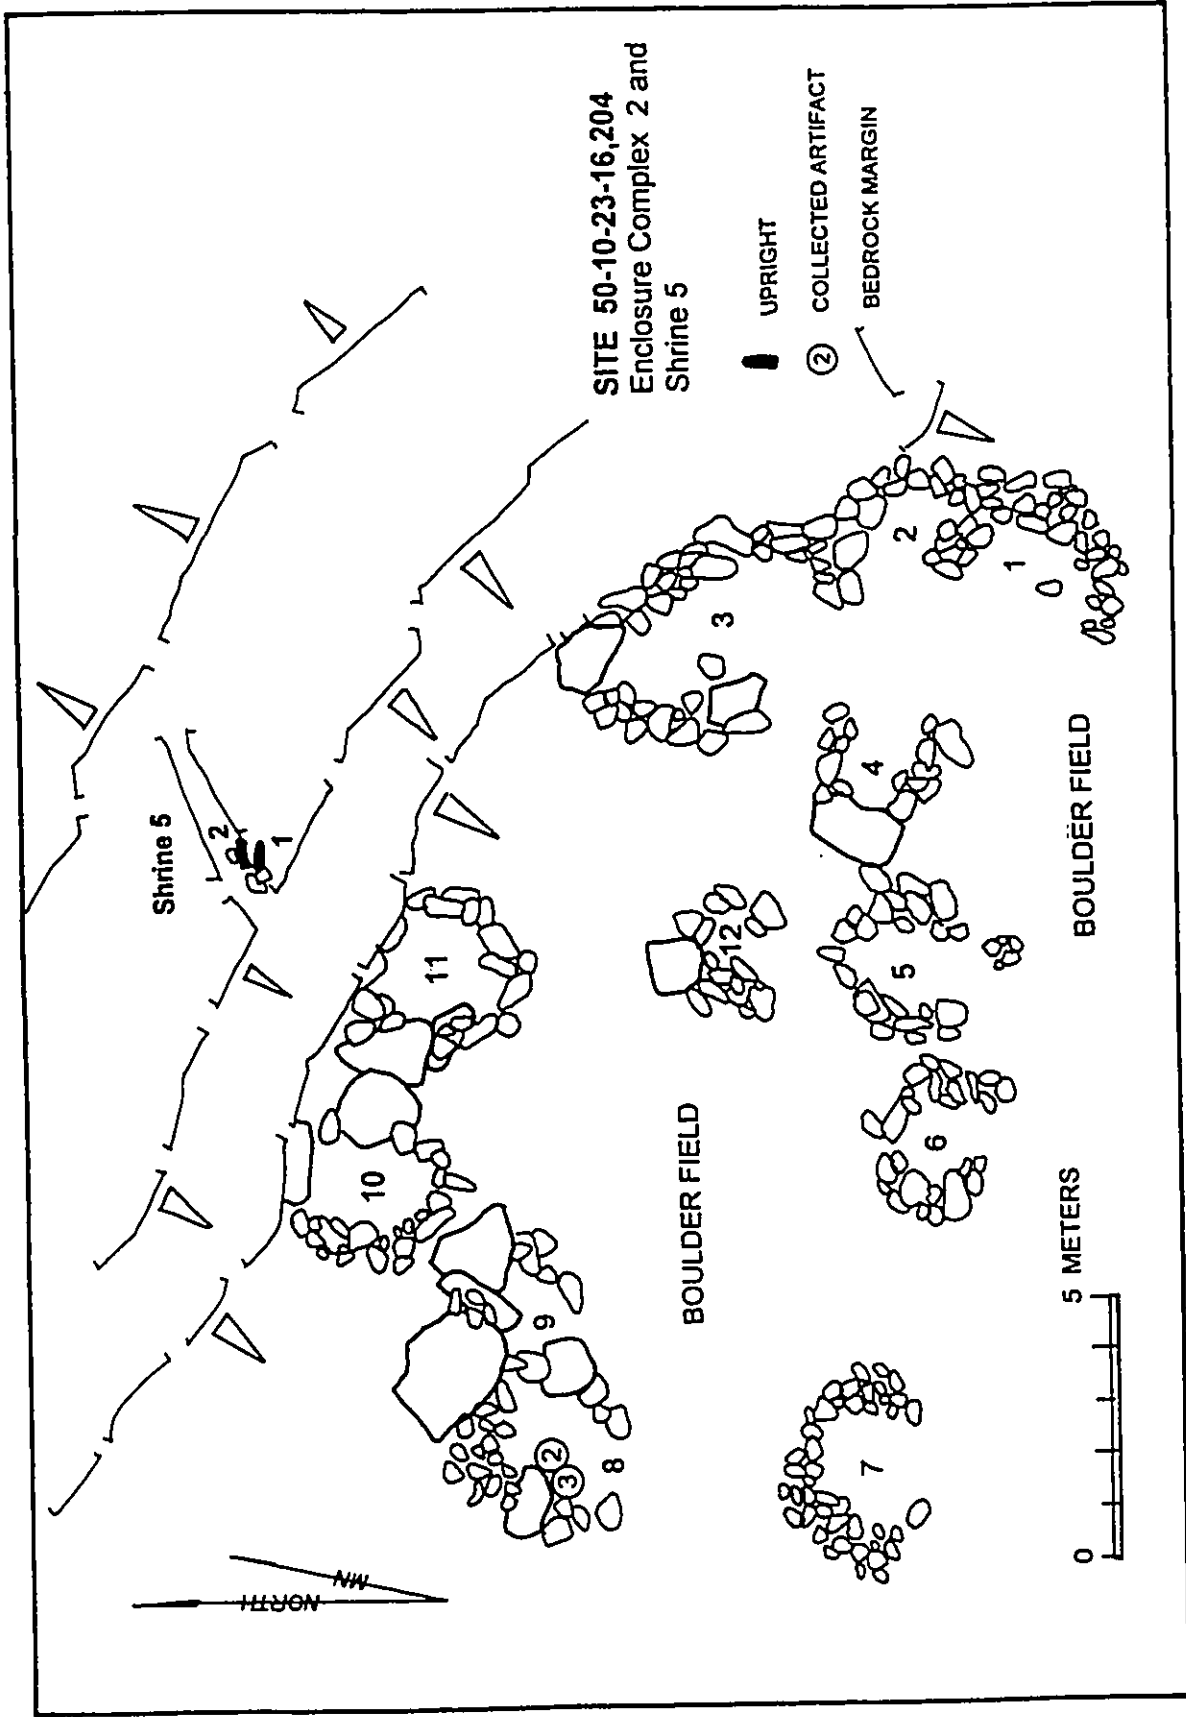 SITE 50-10-23-16,204
Enclosure Complex 2 and
Shrine 5
UPRIGHT
2 COLLECTED ARTIFACT
BEDROCK MARGIN
Shrine 5
2
1
NORTH
MN
11
10
9
8
2
3
12
3
2
1
4
5
6
7
BOULDER FIELD
BOULDER FIELD
0
5 METERS